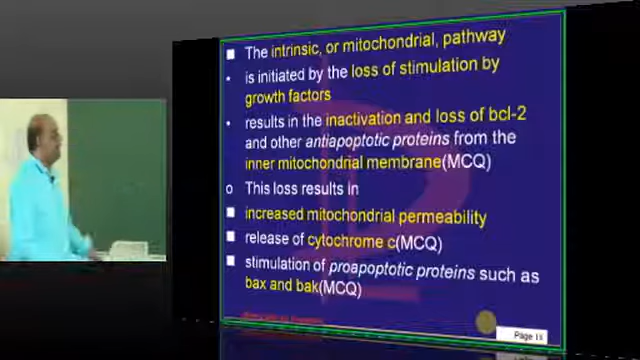 The intrinsic, or mitochondrial, pathway
is initiated by the loss of stimulation by
growth factors
results in the inactivation and loss of bcl-2
and other antiapoptotic proteins from the
inner mitochondrial membrane(MCQ)
This loss results in
increased mitochondrial permeability
release of cytochrome c(MCQ)
stimulation of proapoptotic proteins such as
bax and bak(MCQ)